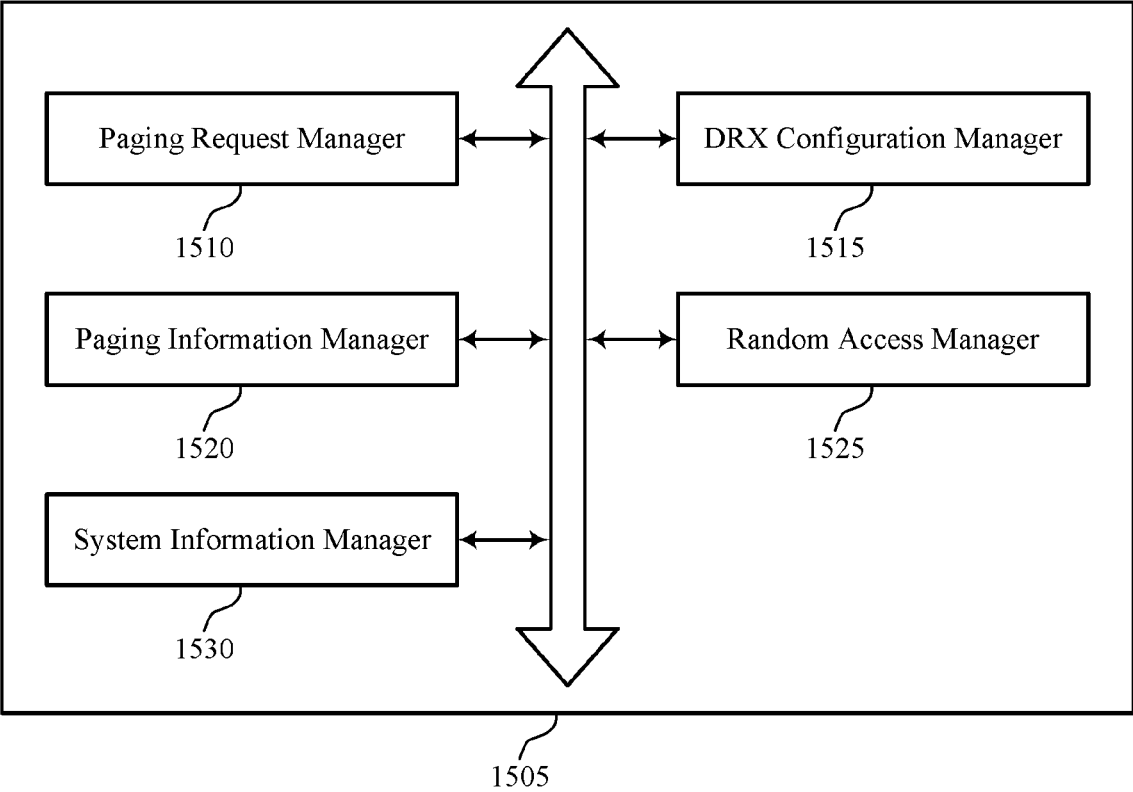 Paging Request Manager
DRX Configuration Manager
1510
1515
Paging Information Manager
Random Access Manager
1520
1525
System Information Manager
1530
1505